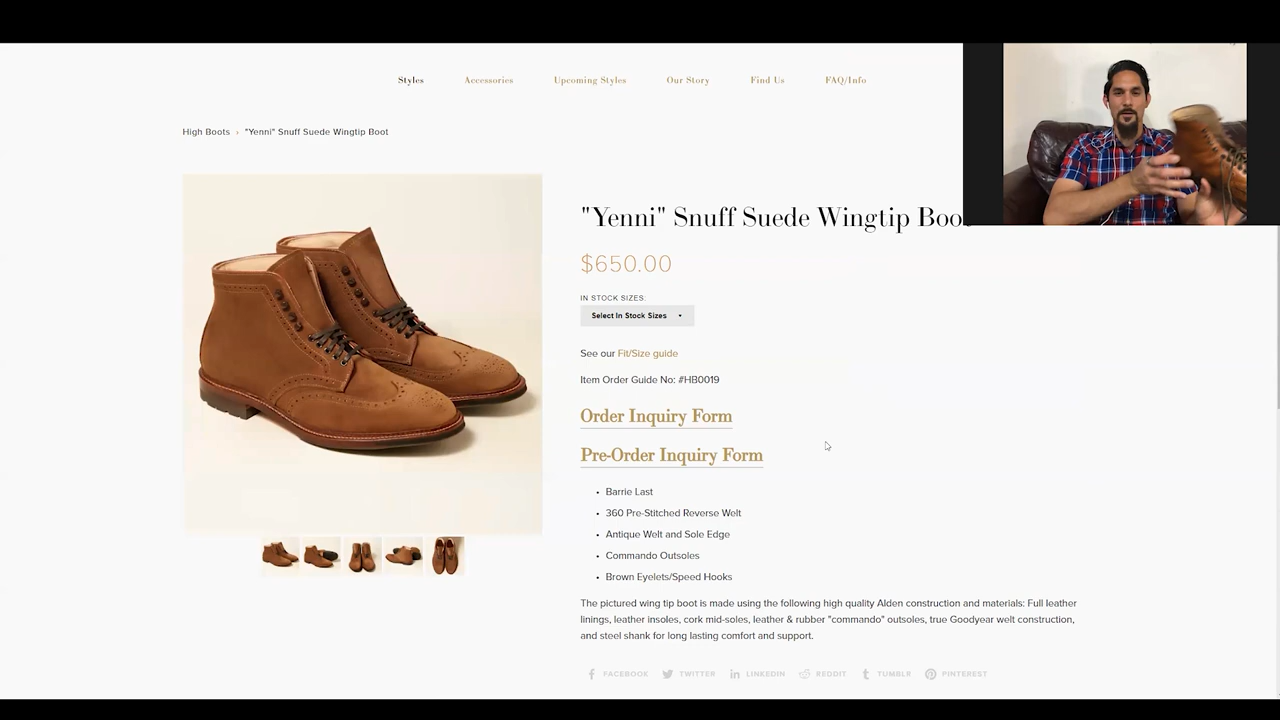 Styles Accessories Upcoming Styles Our Story Find Us FAQ/Info
High Boots › "Yenni" Snuff Suede Wingtip Boot
"Yenni" Snuff Suede Wingtip
$650.00
IN STOCK SIZES:
Select In Stock Sizes
See our Fit/Size guide
Item Order Guide No: #HB0019
Order Inquiry Form
Pre-Order Inquiry Form
• Barrie Last
• 360 Pre-Stitched Reverse Welt
• Antique Welt and Sole Edge
• Commando Outsoles
• Brown Eyelets/Speed Hooks
The pictured wing tip boot is made using the following high quality Alden construction and materials: Full leather
linings, leather insoles, cork mid-soles, leather & rubber "commando" outsoles, true Goodyear welt construction,
and steel shank for long lasting comfort and support.
FACEBOOK TWITTER LINKEDIN REDDIT TUMBLR PINTEREST